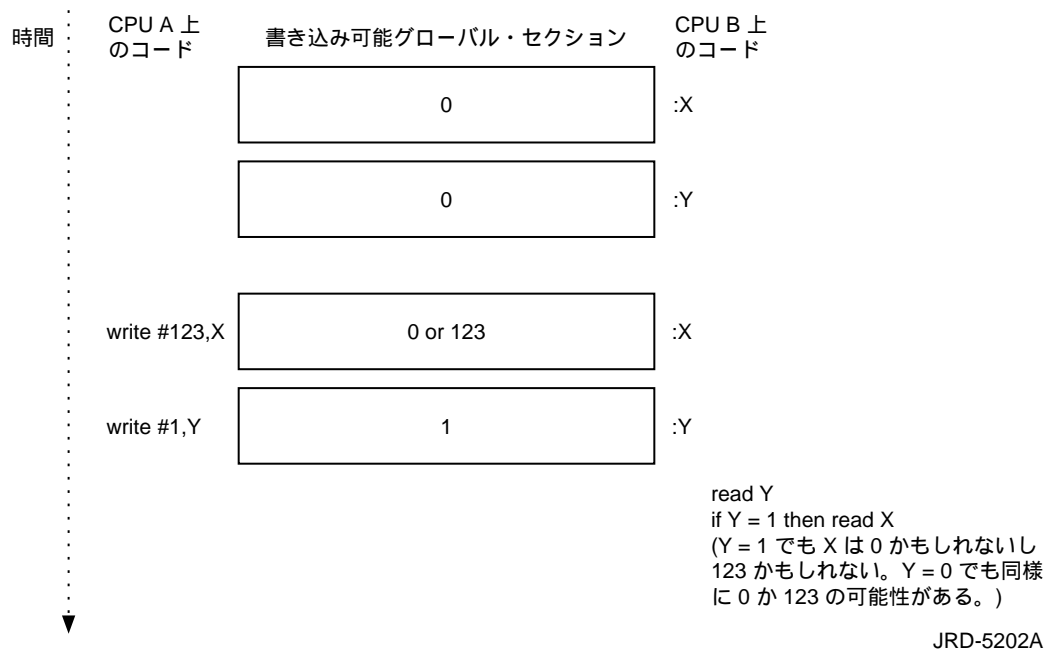 時間
CPU A 上
のコード
書き込み可能グローバル・セクション
CPU B 上
のコード
0
:X
0
:Y
write #123,X
0 or 123
:X
write #1,Y
1
:Y
read Y
if Y = 1 then read X
(Y = 1 でも X は 0 かもしれないし
123 かもしれない。Y = 0 でも同様
に 0 か 123 の可能性がある。)
JRD-5202A